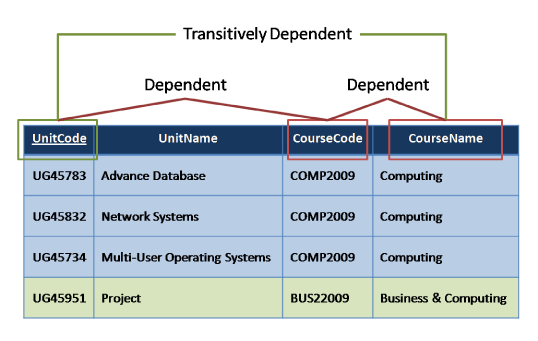 Transitively Dependent
Dependent Dependent
UnitCode UnitName CourseCode CourseName
UG45783 Advance Database COMP2009 Computing
UG45832 Network Systems COMP2009 Computing
UG45734 Multi-User Operating Systems COMP2009 Computing
UG45951 Project BUS22009 Business & Computing